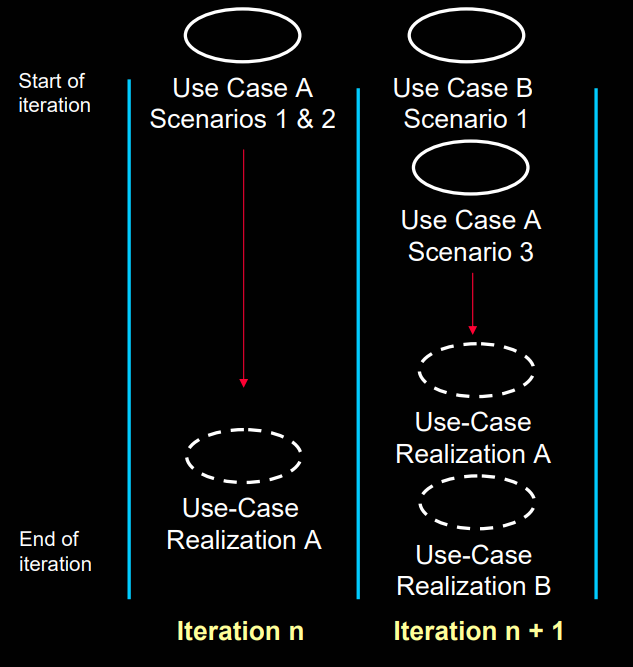 Start of
iteration
Use Case A
Scenarios 1 & 2
Use Case B
Scenario 1
Use Case A
Scenario 3
Use-Case
Realization A
Use-Case
Realization A
Use-Case
Realization B
End of
iteration
Iteration n
Iteration n + 1